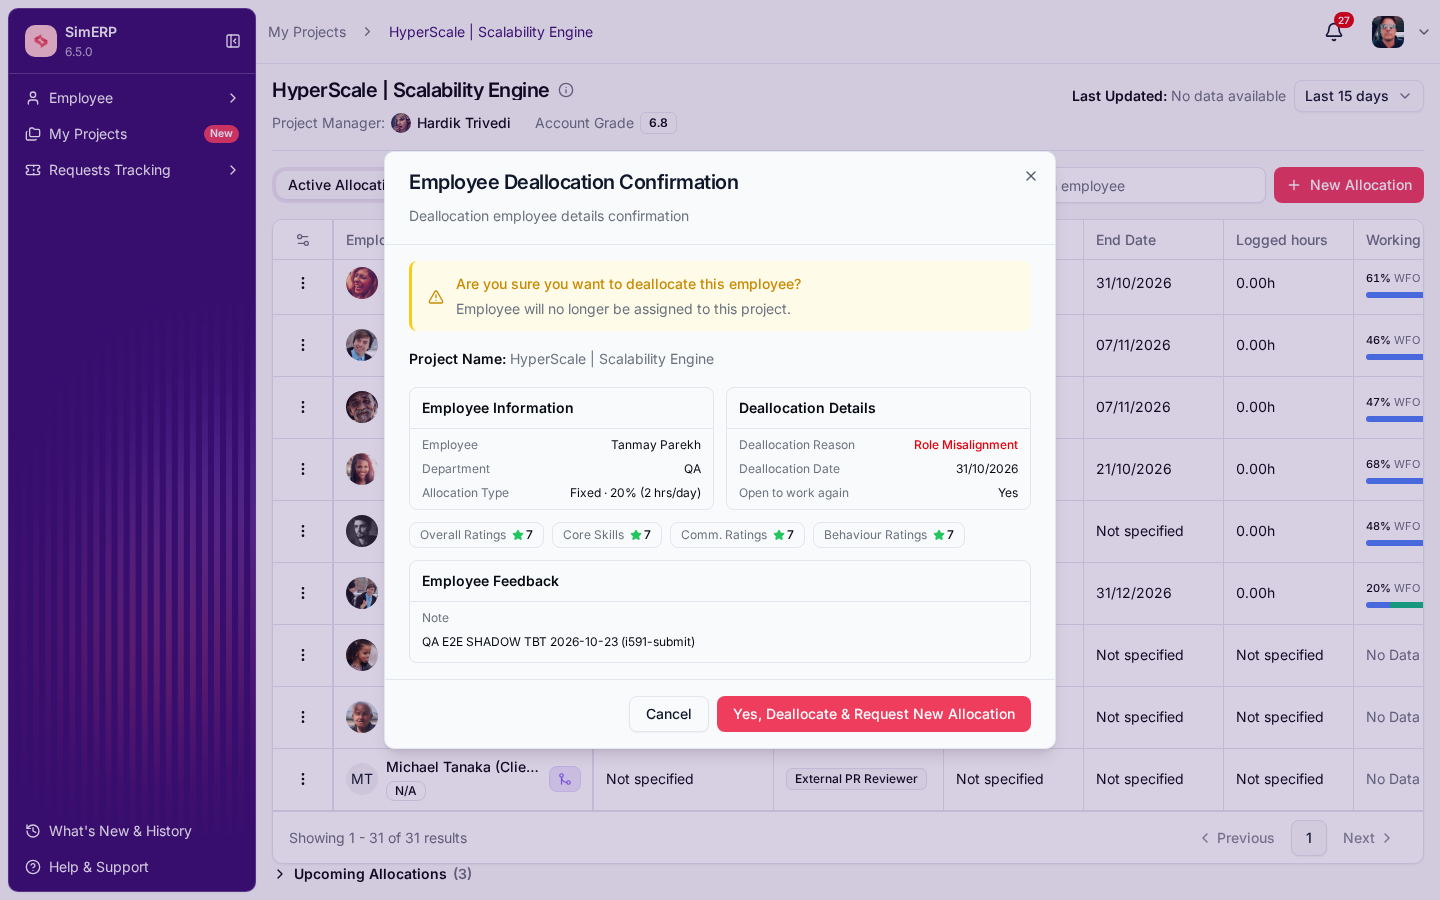 SimERP
6.5.0
Employee
My Projects
New
Requests Tracking
What's New & History
Help & Support
My Projects
HyperScale | Scalability Engine
27
HyperScale | Scalability Engine
Last Updated: No data available
Last 15 days
Project Manager:
Hardik Trivedi
Account Grade
6.8
Active Allocati
employee
New Allocation
Emplo
End Date
Logged hours
Working
31/10/2026
0.00h
61% WFO
07/11/2026
0.00h
46% WFO
07/11/2026
0.00h
47% WFO
21/10/2026
0.00h
68% WFO
Not specified
0.00h
48% WFO
31/12/2026
0.00h
20% WFO
Not specified
Not specified
No Data
Not specified
Not specified
No Data
MT
Michael Tanaka (Clie...
N/A
Not specified
External PR Reviewer
Not specified
Not specified
Not specified
No Data
Showing 1 - 31 of 31 results
Previous
1
Next
Upcoming Allocations (3)
Employee Deallocation Confirmation
Deallocation employee details confirmation
Are you sure you want to deallocate this employee?
Employee will no longer be assigned to this project.
Project Name: HyperScale | Scalability Engine
Employee Information
Employee
Tanmay Parekh
Department
QA
Allocation Type
Fixed · 20% (2 hrs/day)
Deallocation Details
Deallocation Reason
Role Misalignment
Deallocation Date
31/10/2026
Open to work again
Yes
Overall Ratings 7
Core Skills 7
Comm. Ratings 7
Behaviour Ratings 7
Employee Feedback
Note
QA E2E SHADOW TBT 2026-10-23 (i591-submit)
Cancel
Yes, Deallocate & Request New Allocation